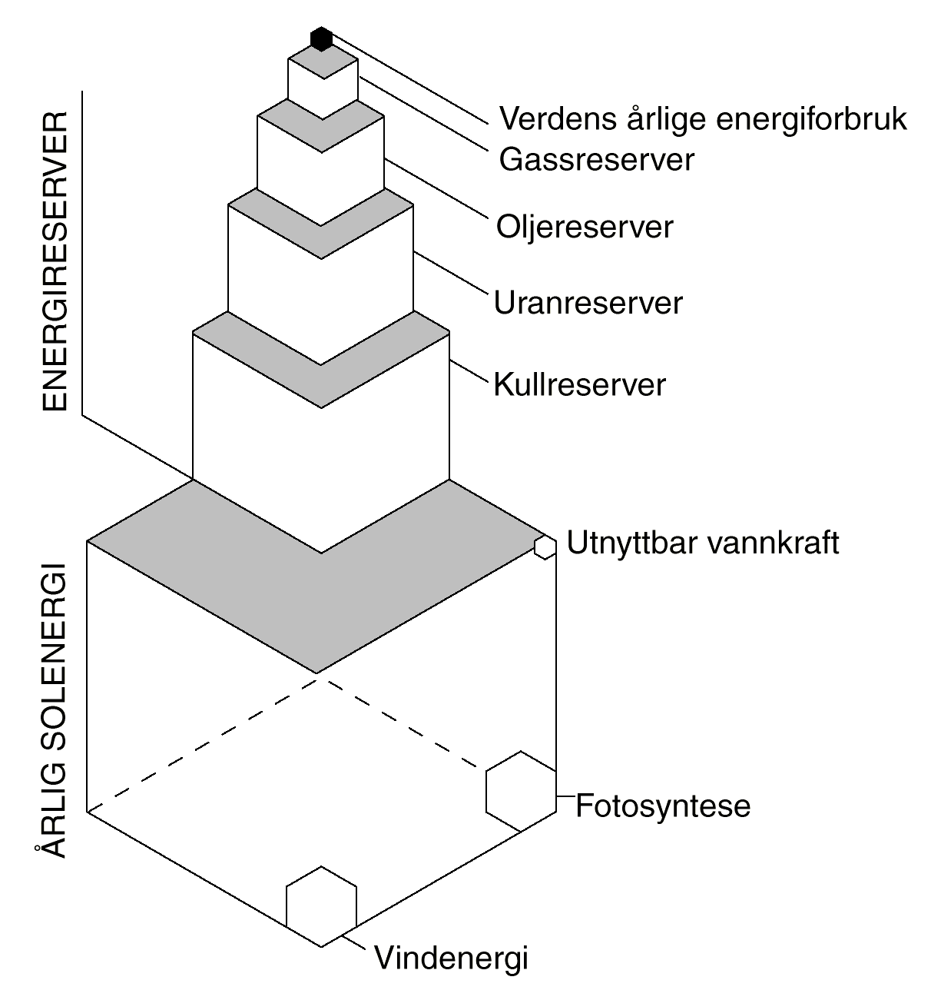 Verdens årlige energiforbruk
Gassreserver
Oljereserver
Uranreserver
Kullreserver
ENERGIRESERVER
Utnyttbar vannkraft
ÅRLIG SOLENERGI
Fotosyntese
Vindenergi